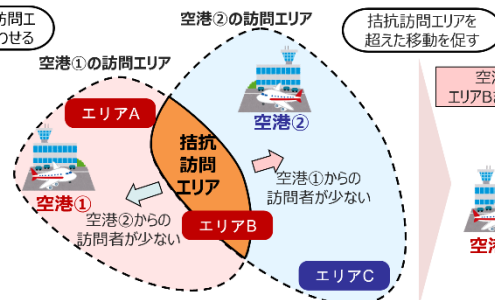 訪問エ
わせる
空港①の訪問エリア
空港②の訪問エリア
拮抗訪問エリアを
超えた移動を促す
エリアA
空港②
拮抗
訪問
エリア
空港①
空港①からの
訪問者が少ない
空港②からの
訪問者が少ない
エリアB
エリアC
空
エリアB
空